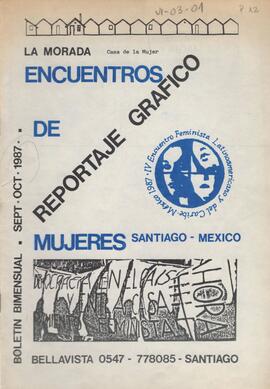 VI-03-01
LA MORADA Casa de la Mujer
ENCUENTROS
DE
REPORTAJE GRAFICO
MUJERES SANTIAGO - MEXICO
IV Encuentro Feminista Latinoamericano y del Caribe - México 1987 -
BOLETIN BIMENSUAL ■ SEPT.-OCT. 1987 - ■
DEMOCRACIA EN EL PAIS
Y EN LA CASA
AHORA
BELLAVISTA 0547 - 778085 - SANTIAGO